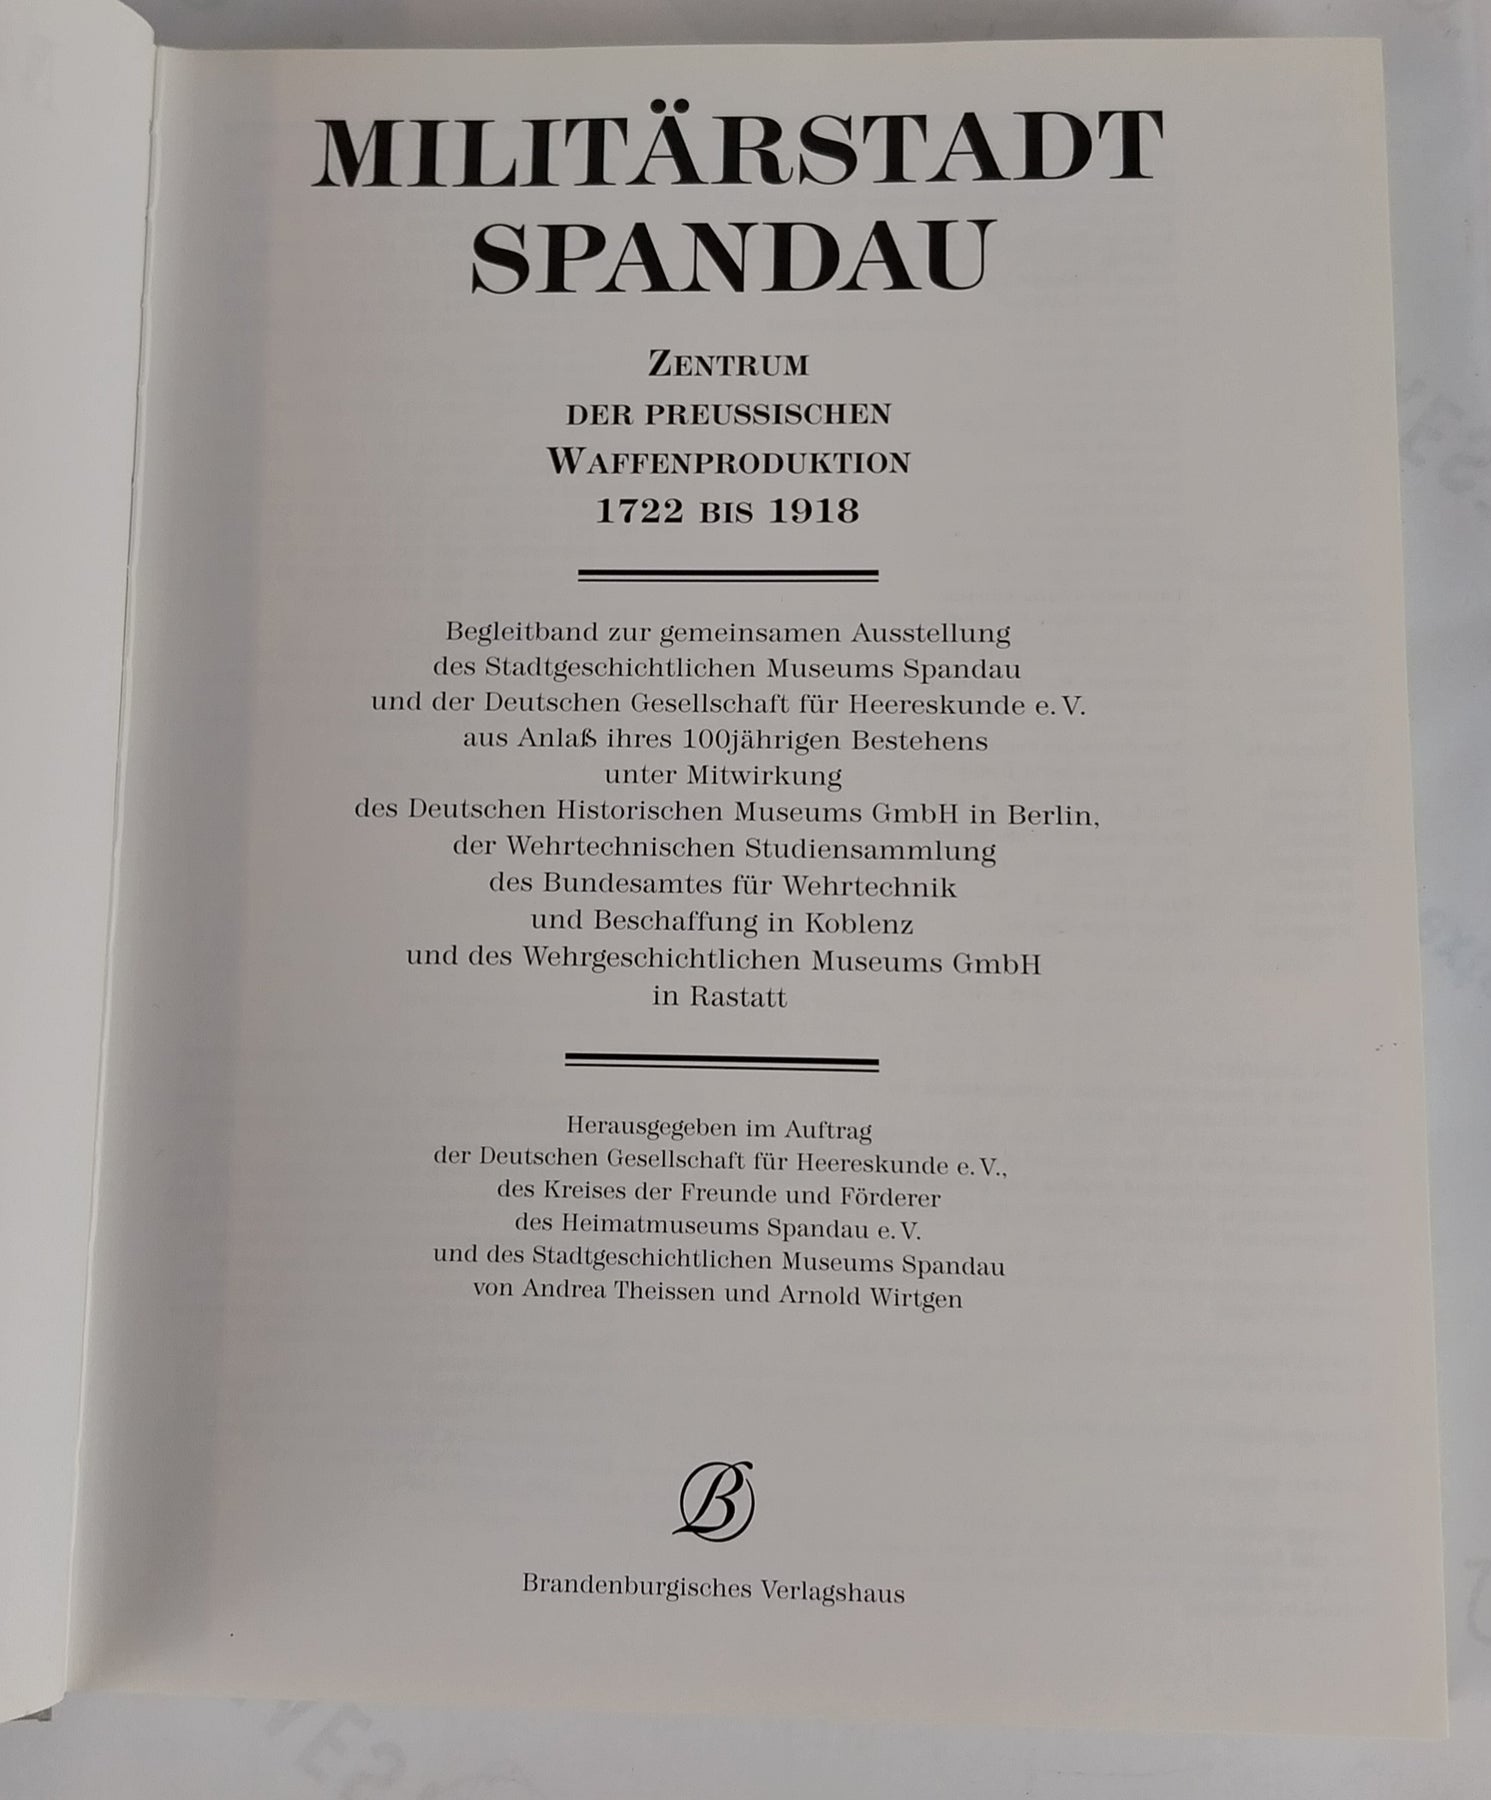 MILITÄRSTADT
SPANDAU
ZENTRUM
DER PREUSSISCHEN
WAFFENPRODUKTION
1722 BIS 1918
Begleitband zur gemeinsamen Ausstellung
des Stadtgeschichtlichen Museums Spandau
und der Deutschen Gesellschaft für Heereskunde e. V.
aus Anlaß ihres 100jährigen Bestehens
unter Mitwirkung
des Deutschen Historischen Museums GmbH in Berlin,
der Wehrtechnischen Studiensammlung
des Bundesamtes für Wehrtechnik
und Beschaffung in Koblenz
und des Wehrgeschichtlichen Museums GmbH
in Rastatt
Herausgegeben im Auftrag
der Deutschen Gesellschaft für Heereskunde e. V.,
des Kreises der Freunde und Förderer
des Heimatmuseums Spandau e. V.
und des Stadtgeschichtlichen Museums Spandau
von Andrea Theissen und Arnold Wirtgen
B
Brandenburgisches Verlagshaus